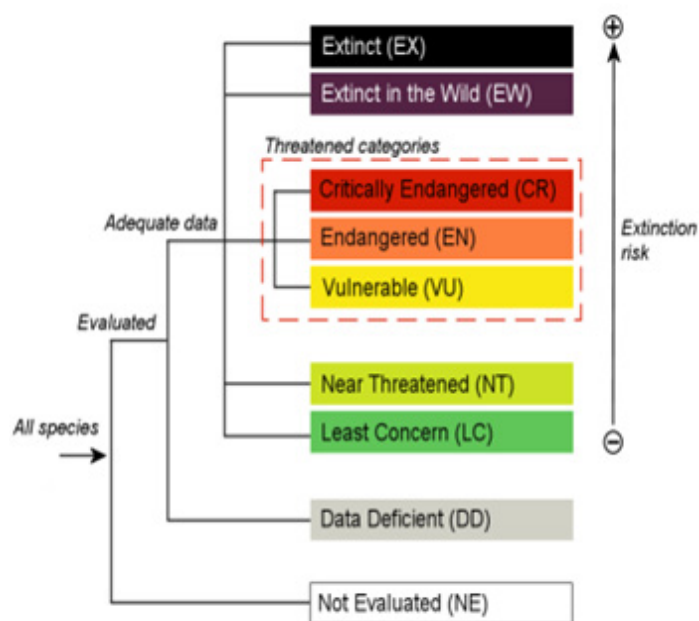 Extinct (EX)
Extinct in the Wild (EW)
Threatened categories
Critically Endangered (CR)
Adequate data
Endangered (EN)
Extinction
risk
Vulnerable (VU)
Evaluated
Near Threatened (NT)
All species
Least Concern (LC)
Data Deficient (DD)
Not Evaluated (NE)